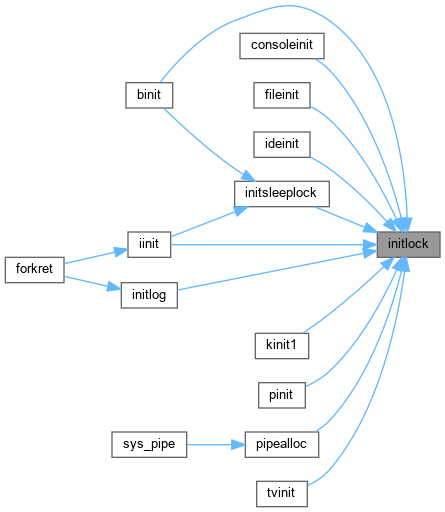 consoleinit
binit
fileinit
ideinit
initsleeplock
iinit
initlock
forkret
initlog
kinit1
pinit
sys_pipe
pipealloc
tvinit